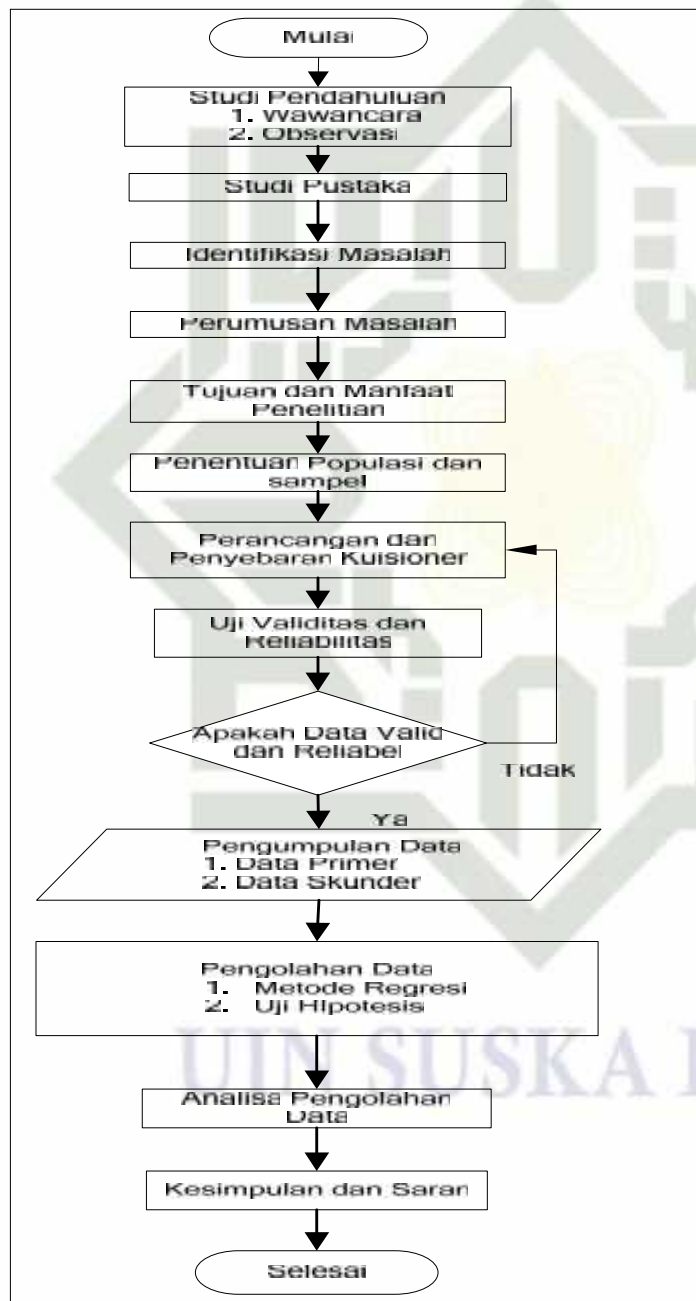 Mulai
Studi Pendahuluan
1. Wawancara
2. Observasi
Studi Pustaka
Identifikasi Masalah
Perumusan Masalah
Tujuan dan Manfaat
Penelitian
Penentuan Populasi dan
sampel
Perancangan dan
Penyebaran Kuisioner
Uji Validitas dan
Reliabilitas
Apakah Data Valid
dan Reliabel
Tidak
Ya
Pengumpulan Data
1. Data Primer
2. Data Skunder
Pengolahan Data
1. Metode Regresi
2. Uji HIpotesis
UIN SUSKA
Analisa Pengolahan
Data
Kesimpulan dan Saran
Selesai